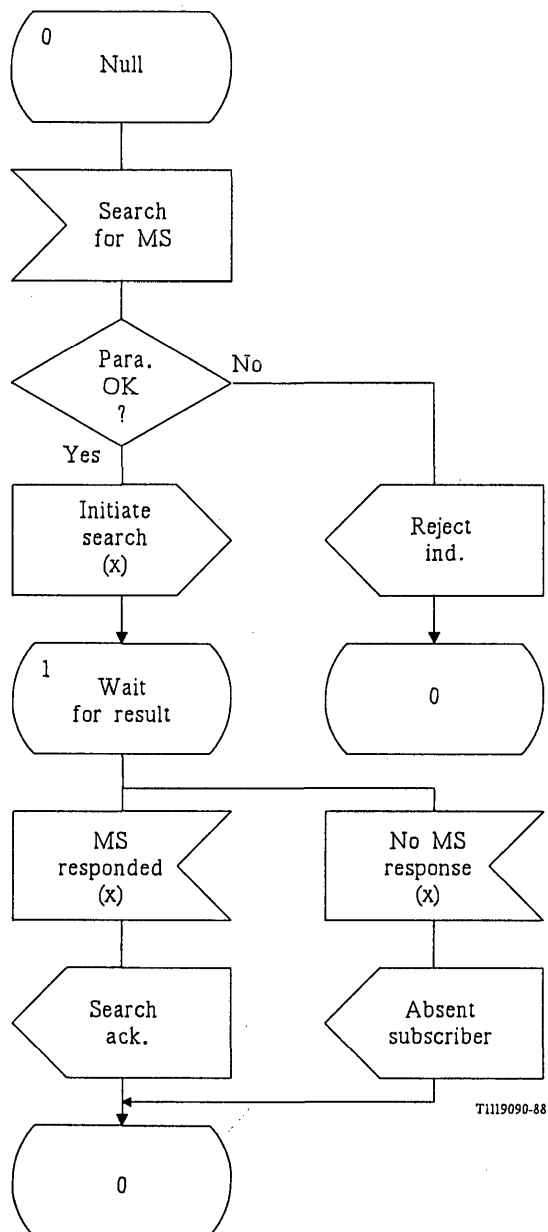 0
Null
Search
for MS
Para.
OK
?
No
Yes
Initiate
search
(x)
Reject
ind.
1
Wait
for result
0
MS
responded
(x)
No MS
response
(x)
Search
ack.
Absent
subscriber
T1119090-88
0